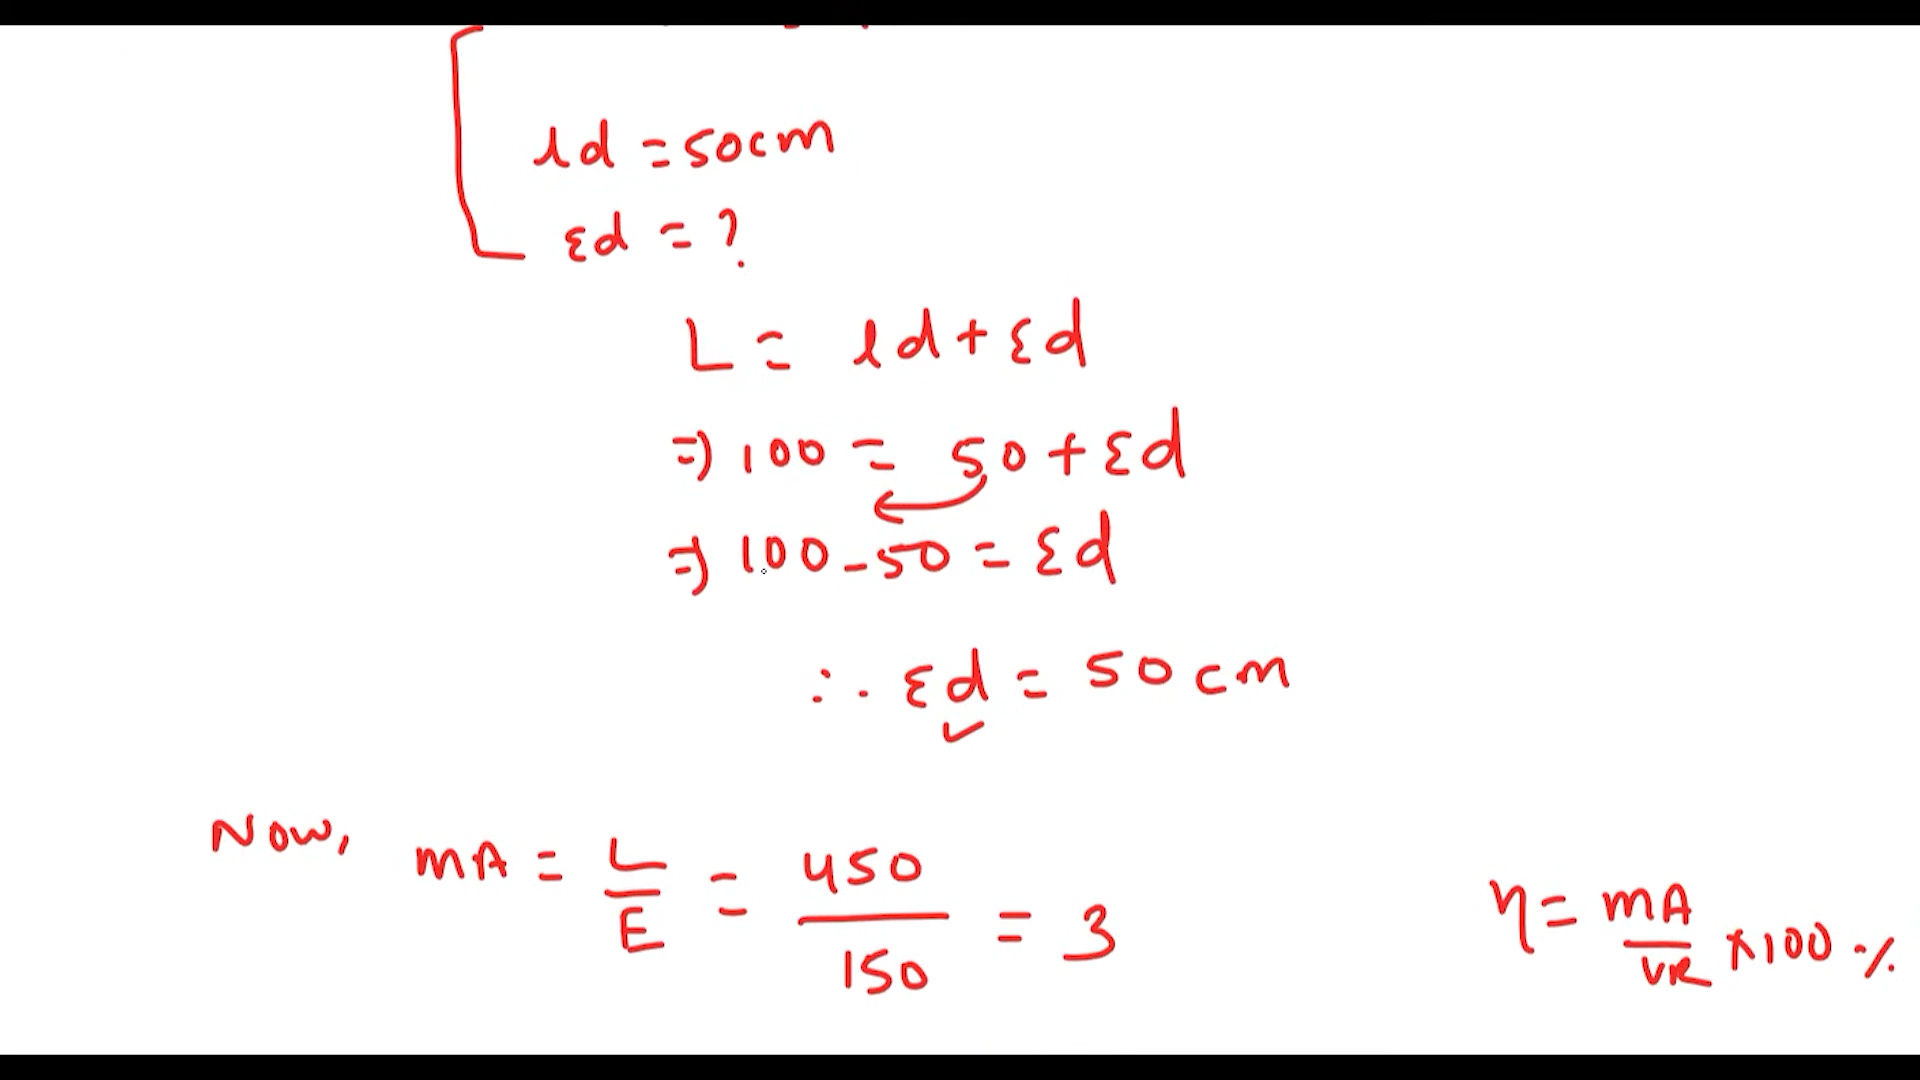 ld = 50cm
εd = ?
L = ld + εd
⇒ 100 = 50 + εd
⇒ 100 - 50 = εd
∴ εd = 50 cm
Now, mA = L/E = 450/150 = 3
η = mA/VR × 100 %